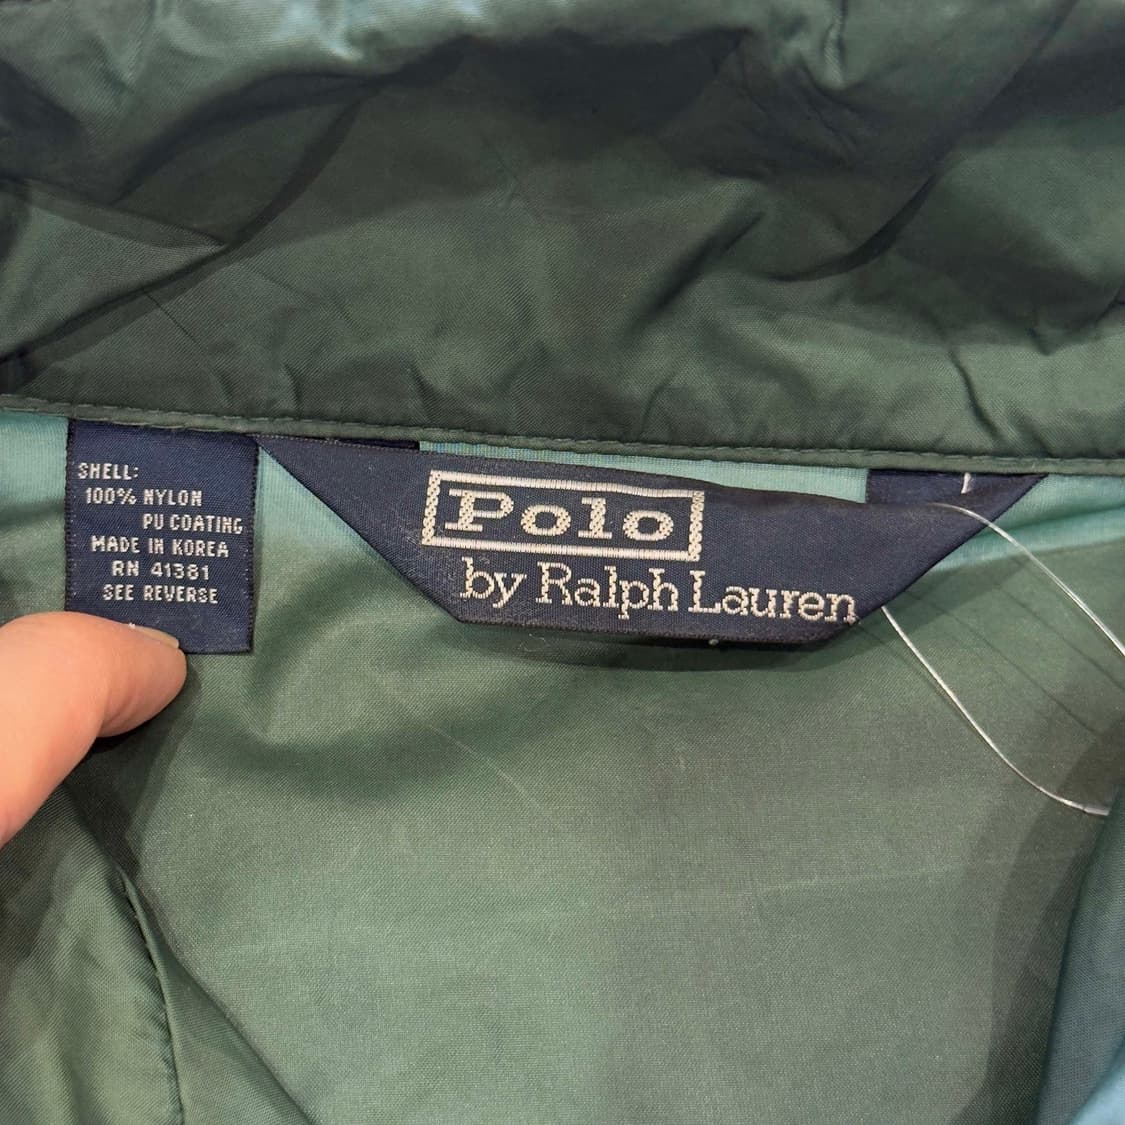 SHELL:
100% NYLON
PU COATING
MADE IN KOREA
RN 41381
SEE REVERSE
Polo
by Ralph Lauren